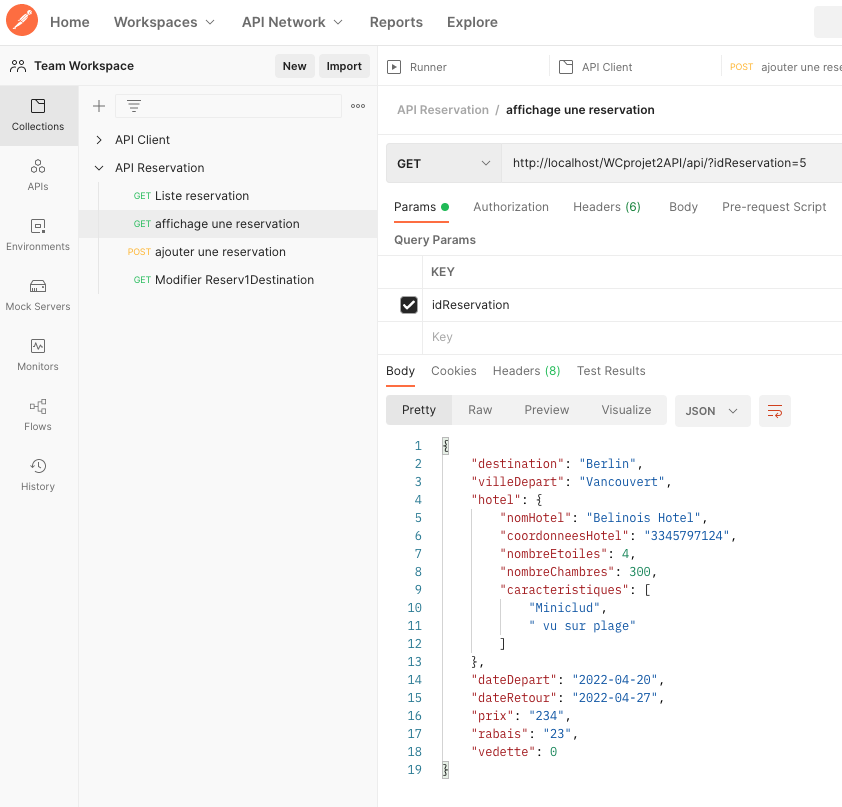 Home Workspaces API Network Reports Explore
Team Workspace New Import
Runner API Client POST ajouter une rese
Collections
APIs
Environments
Mock Servers
Monitors
Flows
History
API Client
API Reservation
GET Liste reservation
GET affichage une reservation
POST ajouter une reservation
GET Modifier Reserv1Destination
API Reservation / affichage une reservation
GET http://localhost/WCprojet2API/api/?idReservation=5
Params Authorization Headers (6) Body Pre-request Script
Query Params
KEY
idReservation
Key
Body Cookies Headers (8) Test Results
Pretty Raw Preview Visualize JSON
1 {
2 "destination": "Berlin",
3 "villeDepart": "Vancouvert",
4 "hotel": {
5 "nomHotel": "Belinois Hotel",
6 "coordonneesHotel": "3345797124",
7 "nombreEtoiles": 4,
8 "nombreChambres": 300,
9 "caracteristiques": [
10 "Miniclud",
11 " vu sur plage"
12 ]
13 },
14 "dateDepart": "2022-04-20",
15 "dateRetour": "2022-04-27",
16 "prix": "234",
17 "rabais": "23",
18 "vedette": 0
19 }